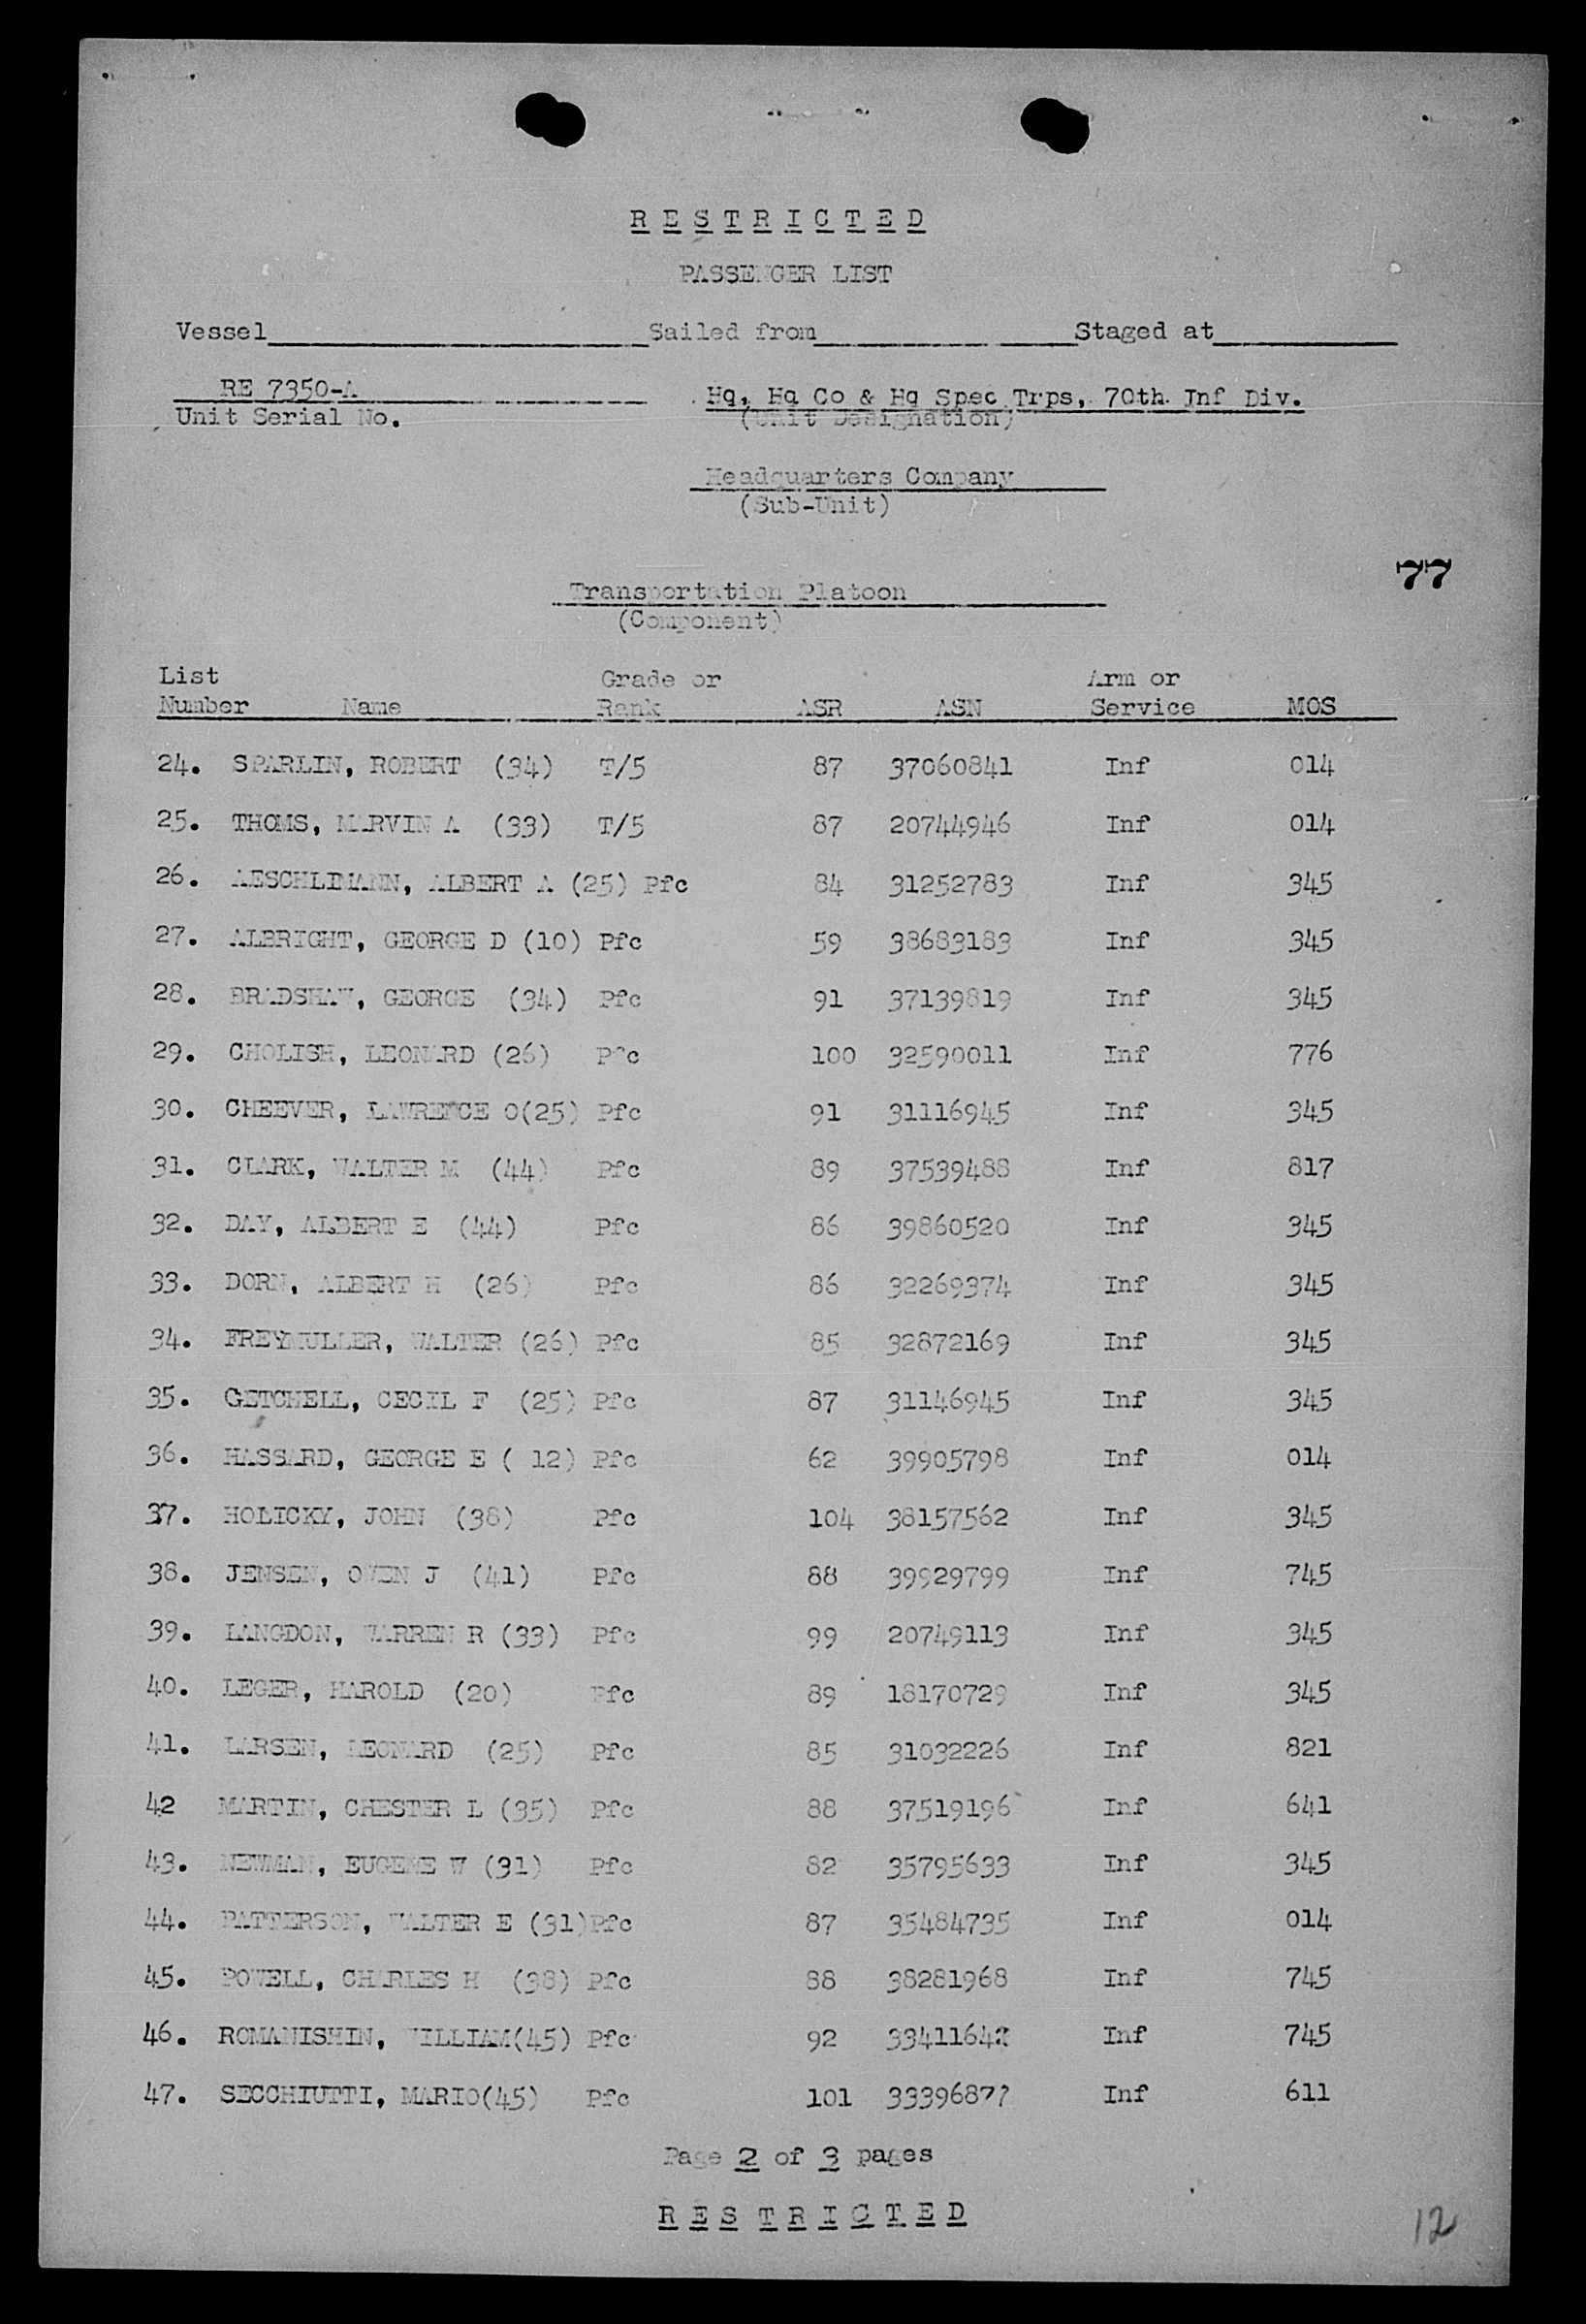 RESTRICTED
PASSENGER LIST
Vessel Sailed from Staged at
RE 7350-A Hq, Hq Co & Hq Spec Trps, 70th Inf Div.
Unit Serial No. (Unit Designation)
Headquarters Company
(Sub-Unit)
77
Transportation Platoon
(Component)
List Grade or Arm or
Number Name Rank ASR ASN Service MOS
24. SPARLIN, ROBERT (34) T/5 87 37060841 Inf 014
25. THOMS, MARVIN A (33) T/5 87 20744946 Inf 014
26. AESCHLIMANN, ALBERT A (25) Pfc 84 31252783 Inf 345
27. ALBRIGHT, GEORGE D (10) Pfc 59 38683183 Inf 345
28. BRADSHAW, GEORGE (34) Pfc 91 37139819 Inf 345
29. CHOLISH, LEONARD (26) Pfc 100 32590011 Inf 776
30. CHEEVER, LAWRENCE O(25) Pfc 91 31116945 Inf 345
31. CLARK, WALTER M (44) Pfc 89 37539488 Inf 817
32. DAY, ALBERT E (44) Pfc 86 39860520 Inf 345
33. DORN, ALBERT H (26) Pfc 86 32269374 Inf 345
34. FREYMULLER, WALTER (26) Pfc 85 32872169 Inf 345
35. GETCHELL, CECIL F (25) Pfc 87 31146945 Inf 345
36. HASSARD, GEORGE E ( 12) Pfc 62 39905798 Inf 014
37. HOLICKY, JOHN (38) Pfc 104 38157562 Inf 345
38. JENSEN, OWEN J (41) Pfc 88 39929799 Inf 745
39. LANGDON, WARREN R (33) Pfc 99 20749113 Inf 345
40. LEGER, HAROLD (20) Pfc 89 18170729 Inf 345
41. LARSEN, LEONARD (25) Pfc 85 31032226 Inf 821
42 MARTIN, CHESTER L (35) Pfc 88 37519196 Inf 641
43. NEWMAN, EUGENE W (31) Pfc 82 35795633 Inf 345
44. PATTERSON, WALTER E (31)Pfc 87 35484735 Inf 014
45. POWELL, CHARLES H (38) Pfc 88 38281968 Inf 745
46. ROMANISHIN, WILLIAM(45) Pfc 92 Inf 745
47. SECCHIUTTI, MARIO(45) Pfc 101 Inf 611
Page 2 of 3 pages
RESTRICTED
12